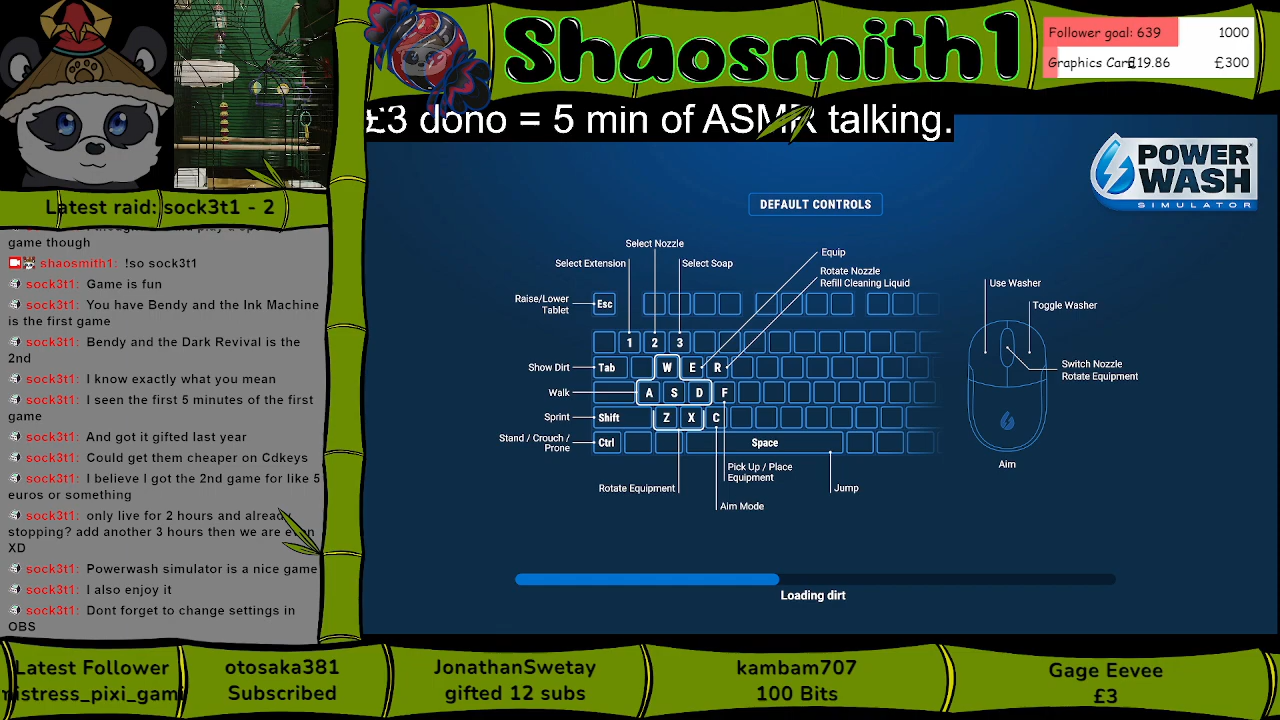 Shaosmith1
Follower goal: 639
1000
£19.86
£300
£3 dono = 5 min of ASMR talking.
Latest raid: sock3t1 - 2
game though
shaosmith1: !so sock3t1
sock3t1: Game is fun
sock3t1: You have Bendy and the Ink Machine
is the first game
sock3t1: Bendy and the Dark Revival is the
2nd
sock3t1: I know exactly what you mean
sock3t1: I seen the first 5 minutes of the first
game
sock3t1: And got it gifted last year
sock3t1: Could get them cheaper on Cdkeys
sock3t1: I believe I got the 2nd game for like 5
euros or something
sock3t1: only live for 2 hours and already
stopping? add another 3 hours then we are even
XD
sock3t1: Powerwash simulator is a nice game
sock3t1: I also enjoy it
sock3t1: Dont forget to change settings in
OBS
POWER
WASH
SIMULATOR
DEFAULT CONTROLS
Select Nozzle
Select Extension
Select Soap
Equip
Rotate Nozzle
Refill Cleaning Liquid
Raise/Lower
Tablet
Esc
1 2 3
Show Dirt
Tab W E R
Walk
A S D F
Sprint
Shift Z X C
Stand / Crouch /
Prone
Ctrl Space
Rotate Equipment
Pick Up / Place
Equipment
Aim Mode
Jump
Use Washer
Toggle Washer
Switch Nozzle
Rotate Equipment
Aim
Loading dirt
Latest Follower
otosaka381
Subscribed
JonathanSwetay
gifted 12 subs
kambam707
100 Bits
Gage Eevee
£3